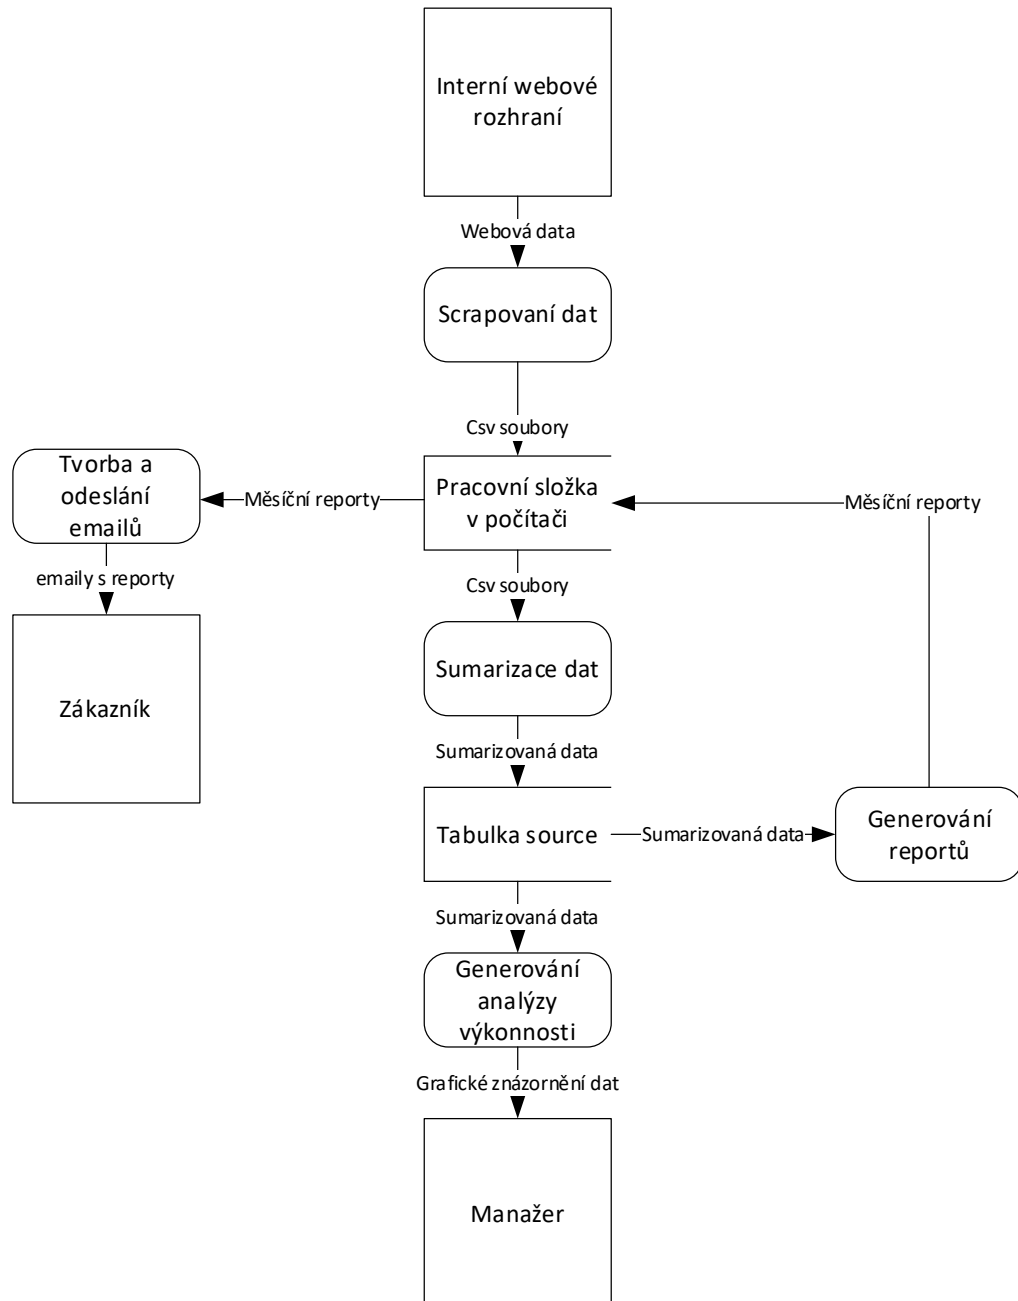 Interní webové
rozhraní
Webová data
Scrapovaní dat
Csv soubory
Tvorba a
odeslání
emailů
Měsíční reporty
Pracovní složka
v počítači
Měsíční reporty
emaily s reporty
Csv soubory
Zákazník
Sumarizace dat
Sumarizovaná data
Tabulka source
Sumarizovaná data
Generování
reportů
Sumarizovaná data
Generování
analýzy
výkonnosti
Grafické znázornění dat
Manažer